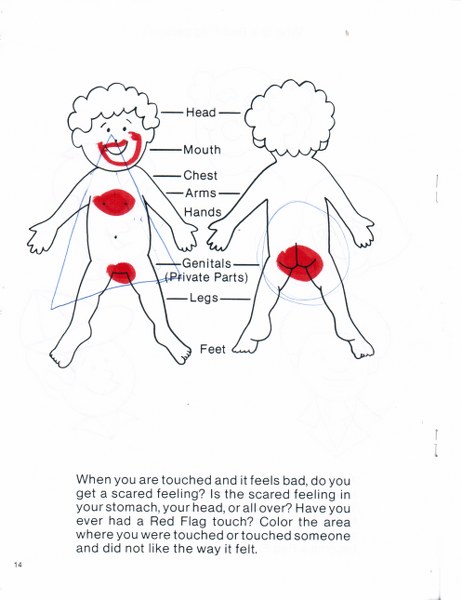 Head
Mouth
Chest
Arms
Hands
Genitals
(Private Parts)
Legs
Feet
When you are touched and it feels bad, do you
get a scared feeling? Is the scared feeling in
your stomach, your head, or all over? Have you
ever had a Red Flag touch? Color the area
where you were touched or touched someone
and did not like the way it felt.
14